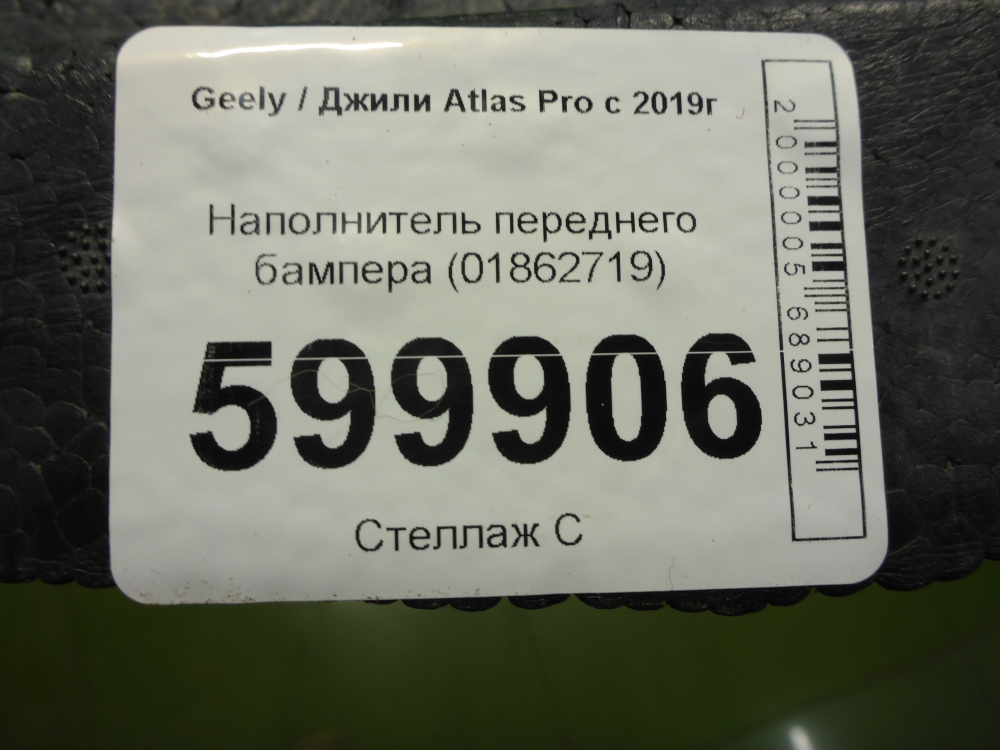 Geely / Джили Atlas Pro с 2019г
Наполнитель переднего
бампера (01862719)
599906
Стеллаж С
2000005689031